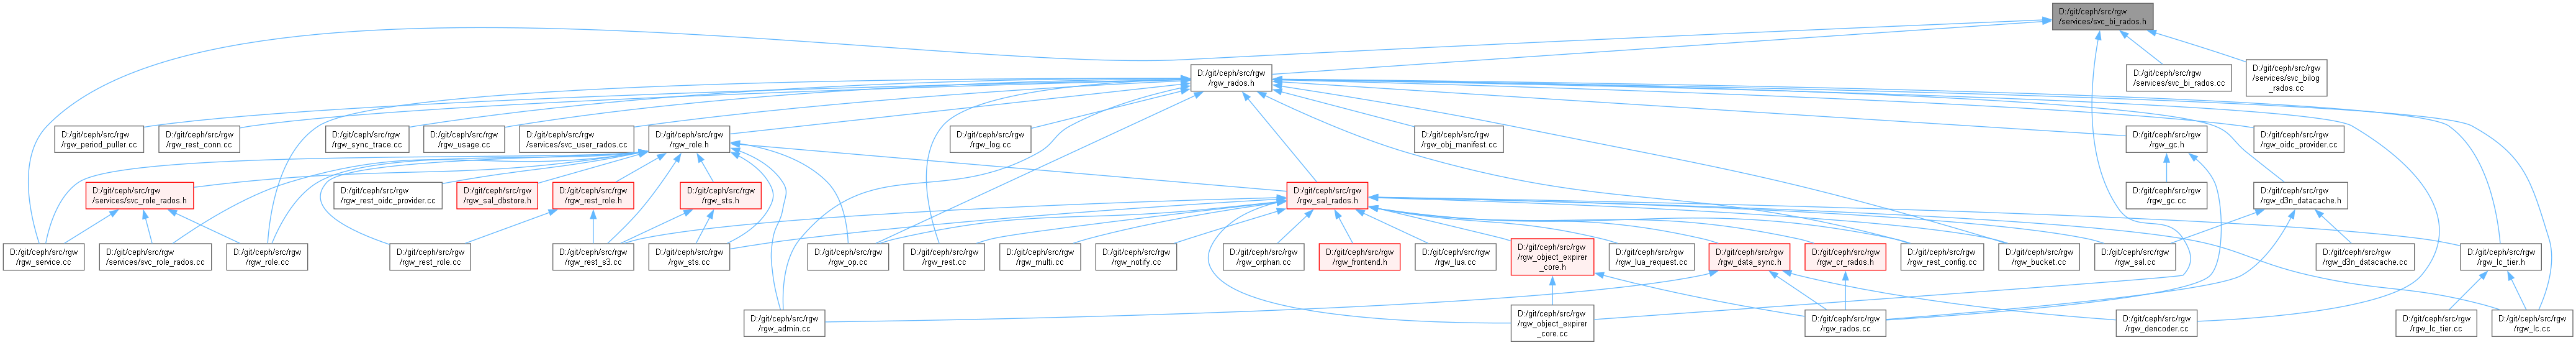 D:/git/ceph/src/rgw
/services/svc_bi_rados.h
D:/git/ceph/src/rgw
/rgw_rados.h
D:/git/ceph/src/rgw
/services/svc_bi_rados.cc
D:/git/ceph/src/rgw
/services/svc_bilog
_rados.cc
D:/git/ceph/src/rgw
/rgw_period_puller.cc
D:/git/ceph/src/rgw
/rgw_rest_conn.cc
D:/git/ceph/src/rgw
/rgw_sync_trace.cc
D:/git/ceph/src/rgw
/rgw_usage.cc
D:/git/ceph/src/rgw
/services/svc_user_rados.cc
D:/git/ceph/src/rgw
/rgw_role.h
D:/git/ceph/src/rgw
/rgw_log.cc
D:/git/ceph/src/rgw
/rgw_obj_manifest.cc
D:/git/ceph/src/rgw
/rgw_gc.h
D:/git/ceph/src/rgw
/rgw_oidc_provider.cc
D:/git/ceph/src/rgw
/services/svc_role_rados.h
D:/git/ceph/src/rgw
/rgw_rest_oidc_provider.cc
D:/git/ceph/src/rgw
/rgw_sal_dbstore.h
D:/git/ceph/src/rgw
/rgw_rest_role.h
D:/git/ceph/src/rgw
/rgw_sts.h
D:/git/ceph/src/rgw
/rgw_sal_rados.h
D:/git/ceph/src/rgw
/rgw_gc.cc
D:/git/ceph/src/rgw
/rgw_d3n_datacache.h
D:/git/ceph/src/rgw
/rgw_service.cc
D:/git/ceph/src/rgw
/services/svc_role_rados.cc
D:/git/ceph/src/rgw
/rgw_role.cc
D:/git/ceph/src/rgw
/rgw_rest_role.cc
D:/git/ceph/src/rgw
/rgw_rest_s3.cc
D:/git/ceph/src/rgw
/rgw_sts.cc
D:/git/ceph/src/rgw
/rgw_op.cc
D:/git/ceph/src/rgw
/rgw_rest.cc
D:/git/ceph/src/rgw
/rgw_multi.cc
D:/git/ceph/src/rgw
/rgw_notify.cc
D:/git/ceph/src/rgw
/rgw_orphan.cc
D:/git/ceph/src/rgw
/rgw_frontend.h
D:/git/ceph/src/rgw
/rgw_lua.cc
D:/git/ceph/src/rgw
/rgw_object_expirer
_core.h
D:/git/ceph/src/rgw
/rgw_lua_request.cc
D:/git/ceph/src/rgw
/rgw_data_sync.h
D:/git/ceph/src/rgw
/rgw_cr_rados.h
D:/git/ceph/src/rgw
/rgw_rest_config.cc
D:/git/ceph/src/rgw
/rgw_bucket.cc
D:/git/ceph/src/rgw
/rgw_sal.cc
D:/git/ceph/src/rgw
/rgw_d3n_datacache.cc
D:/git/ceph/src/rgw
/rgw_lc_tier.h
D:/git/ceph/src/rgw
/rgw_admin.cc
D:/git/ceph/src/rgw
/rgw_object_expirer
_core.cc
D:/git/ceph/src/rgw
/rgw_rados.cc
D:/git/ceph/src/rgw
/rgw_dencoder.cc
D:/git/ceph/src/rgw
/rgw_lc_tier.cc
D:/git/ceph/src/rgw
/rgw_lc.cc